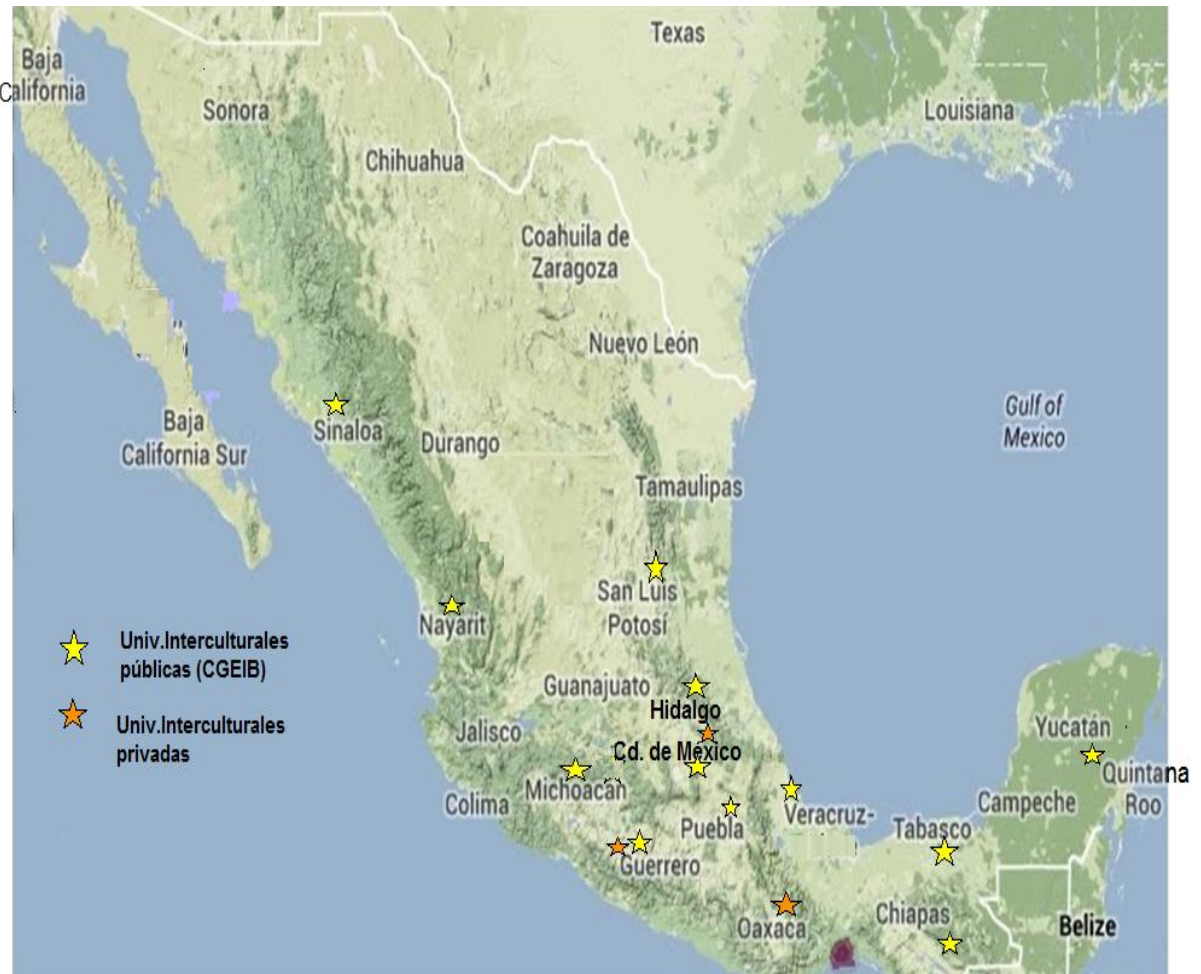 Texas
Baja
California
Sonora
Louisiana
Chihuahua
Coahuila de
Zaragoza
Nuevo León
Gulf of
Mexico
Baja
California Sur
Sinaloa
Durango
Tamaulipas
San Luis
Potosí
Nayarit
Univ.Interculturales
públicas (CGEIB)
Univ.Interculturales
privadas
Guanajuato
Hidalgo
Jalisco
Cd. de México
Michoacán
Colima
Puebla
Veracruz-
Yucatán
Quintana
Roo
Campeche
Tabasco
Guerrero
Oaxaca
Chiapas
Belize